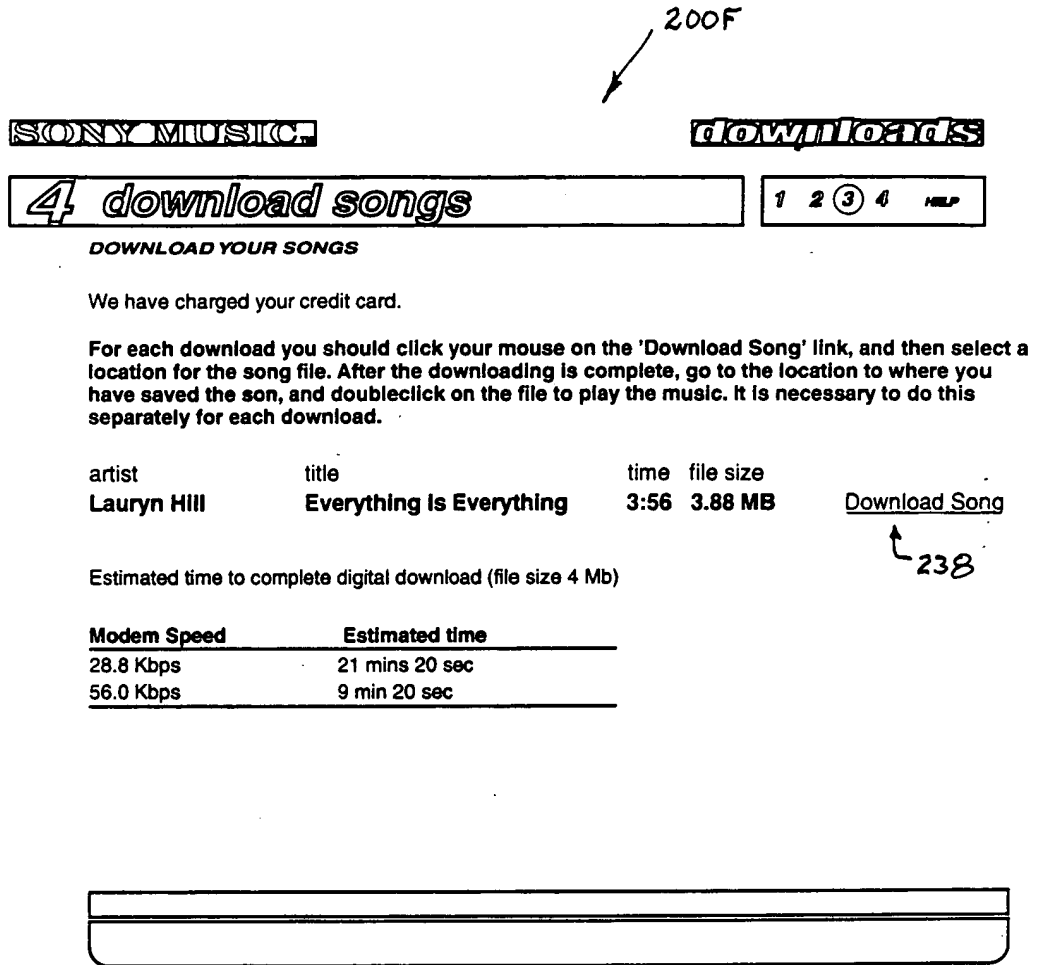 200F
SONY MUSIC™ downloads
4 download songs 1 2 3 4 HELP
DOWNLOAD YOUR SONGS
We have charged your credit card.
For each download you should click your mouse on the 'Download Song' link, and then select a
location for the song file. After the downloading is complete, go to the location to where you
have saved the son, and doubleclick on the file to play the music. It is necessary to do this
separately for each download.
artist title time file size
Lauryn Hill Everything is Everything 3:56 3.88 MB Download Song
238
Estimated time to complete digital download (file size 4 Mb)
Modem Speed Estimated time
28.8 Kbps 21 mins 20 sec
56.0 Kbps 9 min 20 sec